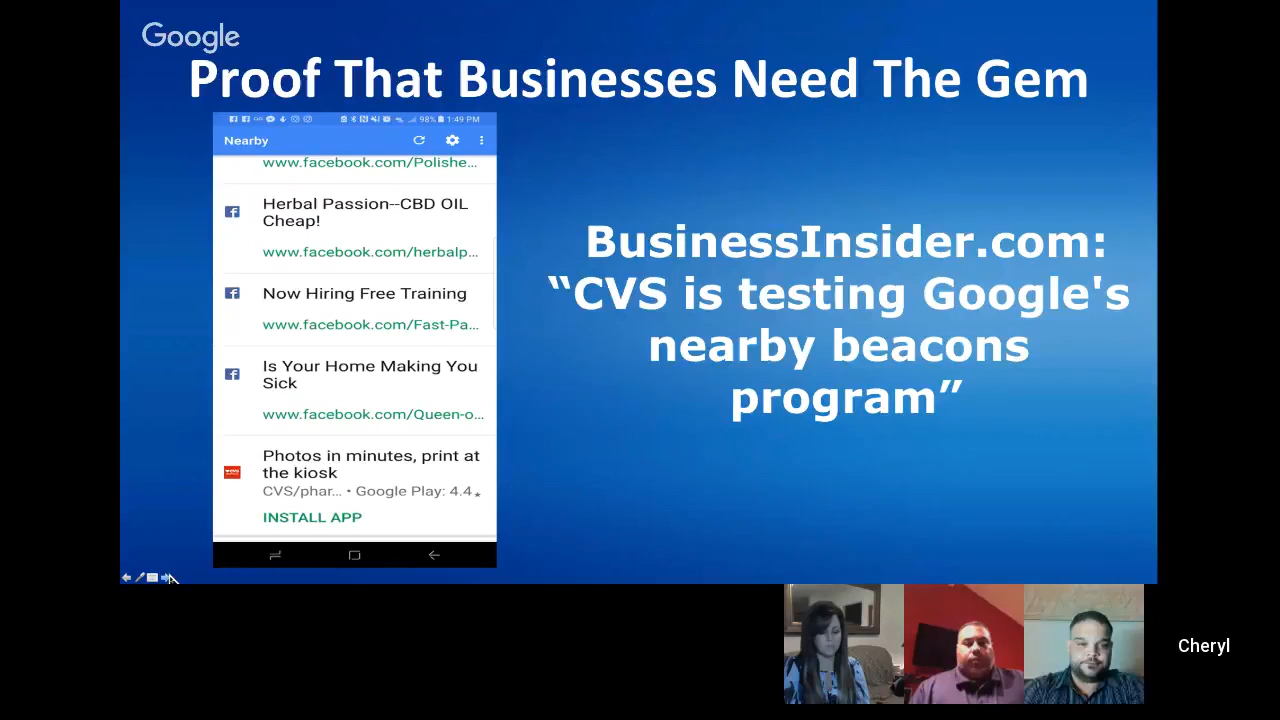 Google
Proof That Businesses Need The Gem
98% 1:49 PM
Nearby
www.facebook.com/Polishe...
Herbal Passion--CBD OIL
Cheap!
www.facebook.com/herbalp...
Now Hiring Free Training
www.facebook.com/Fast-Pa...
Is Your Home Making You
Sick
www.facebook.com/Queen-o...
Photos in minutes, print at
the kiosk
CVS/phar... • Google Play: 4.4★
INSTALL APP
BusinessInsider.com:
“CVS is testing Google's
nearby beacons
program”
Cheryl